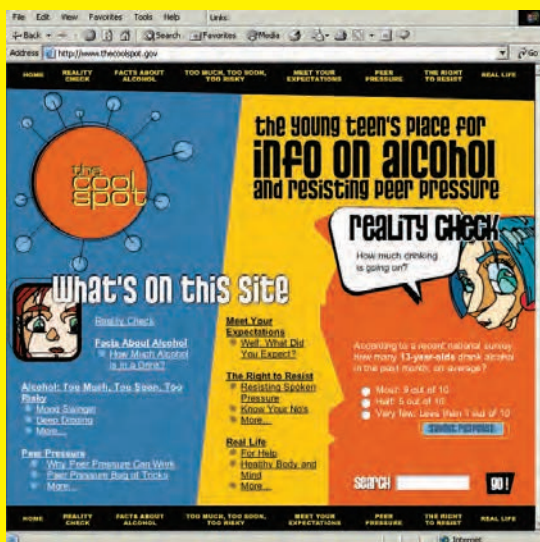 File Edit View Favorites Tools Help Links
Back Search Favorites Media
Address http://www.thecoolspot.gov Go
HOME REALITY CHECK FACTS ABOUT ALCOHOL TOO MUCH, TOO SOON, TOO RISKY MEET YOUR EXPECTATIONS PEER PRESSURE THE RIGHT TO RESIST REAL LIFE
the cool spot
the young teen's place for
info on alcohol
and resisting peer pressure
Reality Check
How much drinking
is going on?
What's on this site
Reality Check
Facts About Alcohol
How Much Alcohol
is in a Drink?
Alcohol: Too Much, Too Soon, Too
Risky
Mood Swings!
Deep Dosing
More...
Peer Pressure
Why Peer Pressure Can Work
Peer Pressure Bag of Tricks
More...
Meet Your
Expectations
Well, What Did
You Expect?
The Right to Resist
Resisting Spoken
Pressure
Know Your No's
More...
Real Life
For Help
Healthy Body and
Mind
More...
According to a recent national survey
how many 13-year-olds drank alcohol
in the past month, on average?
Most: 9 out of 10
Half: 5 out of 10
Very few: Less than 1 out of 10
search go!
HOME REALITY CHECK FACTS ABOUT ALCOHOL TOO MUCH, TOO SOON, TOO RISKY MEET YOUR EXPECTATIONS PEER PRESSURE THE RIGHT TO RESIST REAL LIFE
Internet